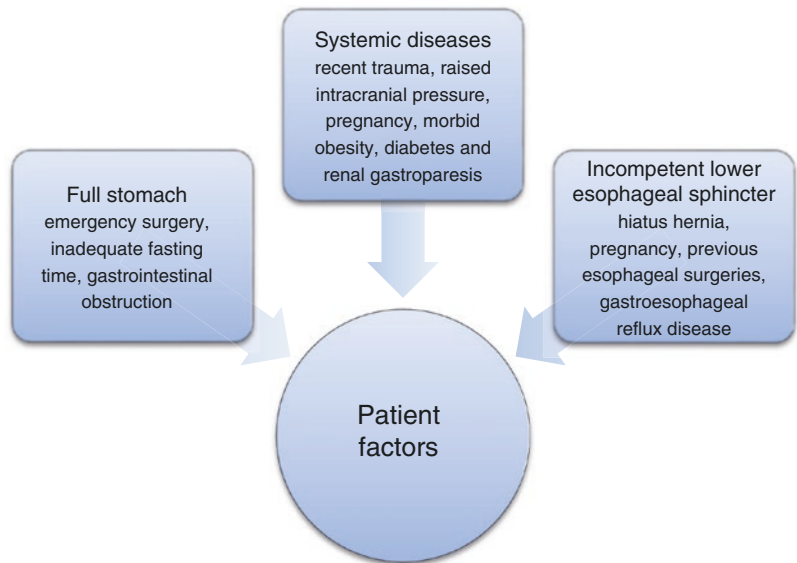 Systemic diseases
recent trauma, raised
intracranial pressure,
pregnancy, morbid
obesity, diabetes and
renal gastroparesis
Full stomach
emergency surgery,
inadequate fasting
time, gastrointestinal
obstruction
Incompetent lower
esophageal sphincter
hiatus hernia,
pregnancy, previous
esophageal surgeries,
gastroesophageal
reflux disease
Patient
factors